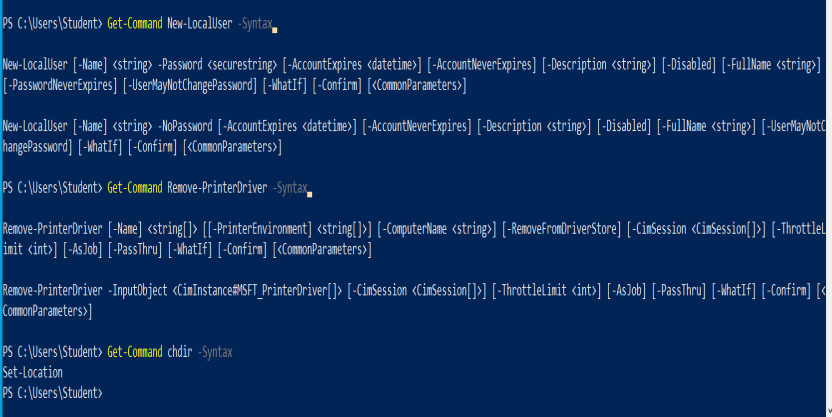 PS C:\Users\Student> Get-Command New-LocalUser -Syntax
New-LocalUser [-Name] <string> -Password <securestring> [-AccountExpires <datetime>] [-AccountNeverExpires] [-Description <string>] [-Disabled] [-FullName <string>]
[-PasswordNeverExpires] [-UserMayNotChangePassword] [-WhatIf] [-Confirm] [<CommonParameters>]
New-LocalUser [-Name] <string> -NoPassword [-AccountExpires <datetime>] [-AccountNeverExpires] [-Description <string>] [-Disabled] [-FullName <string>] [-UserMayNotC
hangePassword] [-WhatIf] [-Confirm] [<CommonParameters>]
PS C:\Users\Student> Get-Command Remove-PrinterDriver -Syntax
Remove-PrinterDriver [-Name] <string[]> [[-PrinterEnvironment] <string[]>] [-ComputerName <string>] [-RemoveFromDriverStore] [-CimSession <CimSession[]>] [-ThrottleL
imit <int>] [-AsJob] [-PassThru] [-WhatIf] [-Confirm] [<CommonParameters>]
Remove-PrinterDriver -InputObject <CimInstance#MSFT_PrinterDriver[]> [-CimSession <CimSession[]>] [-ThrottleLimit <int>] [-AsJob] [-PassThru] [-WhatIf] [-Confirm] [<
CommonParameters>]
PS C:\Users\Student> Get-Command chdir -Syntax
Set-Location
PS C:\Users\Student>